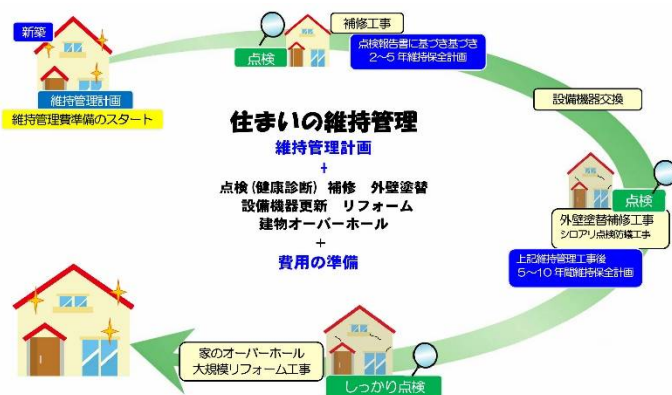 新築
維持管理計画
維持管理費準備のスタート
点検
補修工事
点検報告書に基づき基づき
2～5年維持保全計画
設備機器交換
点検
外壁塗替補修工事
シロアリ点検防蟻工事
上記維持管理工事後
5～10年間維持保全計画
住まいの維持管理
維持管理計画
+
点検(健康診断) 補修 外壁塗替
設備機器更新 リフォーム
建物オーバーホール
+
費用の準備
しっかり点検
家のオーバーホール
大規模リフォーム工事